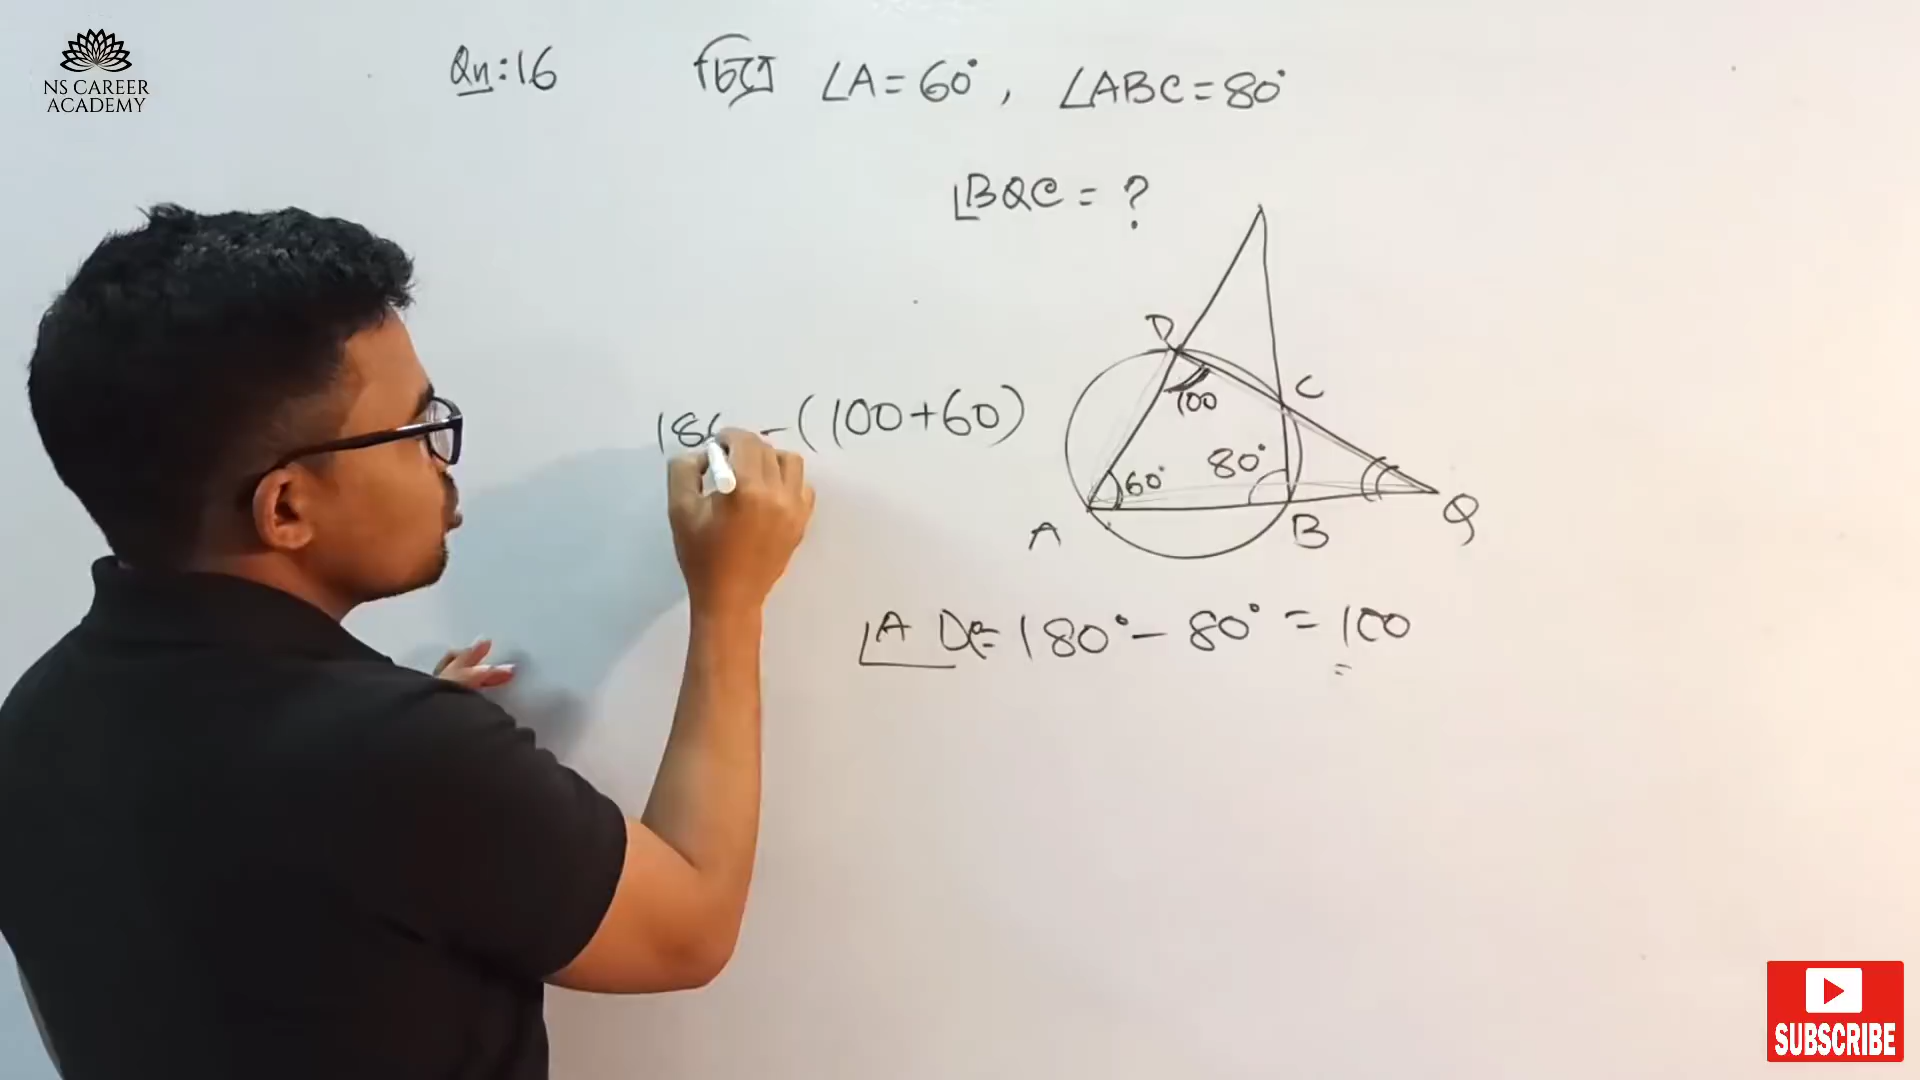 NS CAREER
ACADEMY
Qn:16 চিত্রে ∠A = 60°, ∠ABC = 80°
∠BQC = ?
D
C
100
180 - (100+60)
80°
60°
A
B
Q
= 180° - 80° = 100
SUBSCRIBE